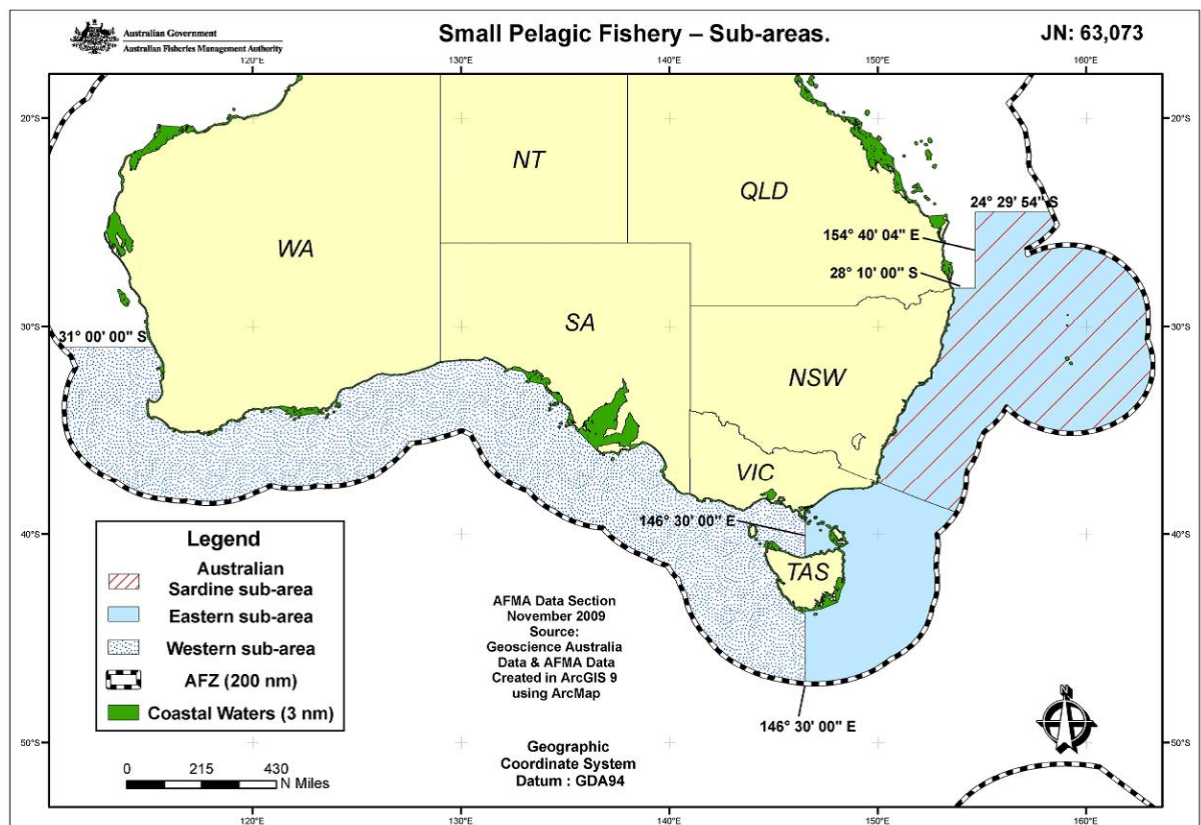 Australian Government
Australian Fisheries Management Authority
Small Pelagic Fishery – Sub-areas.
JN: 63,073
120°E 130°E 140°E 150°E 160°E
20°S
20°S
NT
QLD
24° 29' 54" S
154° 40' 04" E
WA
28° 10' 00" S
SA
31° 00' 00" S
30°S
30°S
NSW
VIC
146° 30' 00" E
40°S
40°S
TAS
Legend
Australian
Sardine sub-area
Eastern sub-area
Western sub-area
AFZ (200 nm)
Coastal Waters (3 nm)
AFMA Data Section
November 2009
Source:
Geoscience Australia
Data & AFMA Data
Created in ArcGIS 9
using ArcMap
146° 30' 00" E
N
50°S
50°S
Geographic
Coordinate System
Datum : GDA94
0 215 430
N Miles
120°E 130°E 140°E 150°E 160°E